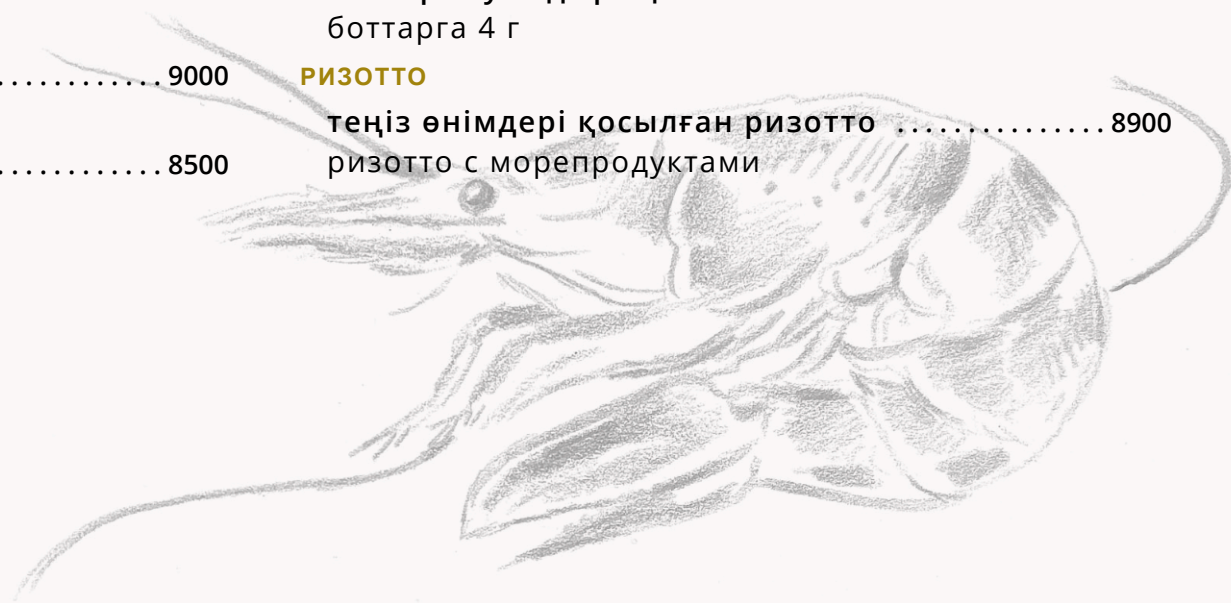 боттарга 4 г
............ 9000
РИЗОТТО
теңіз өнімдері қосылған ризотто ............... 8900
............ 8500
ризотто с морепродуктами